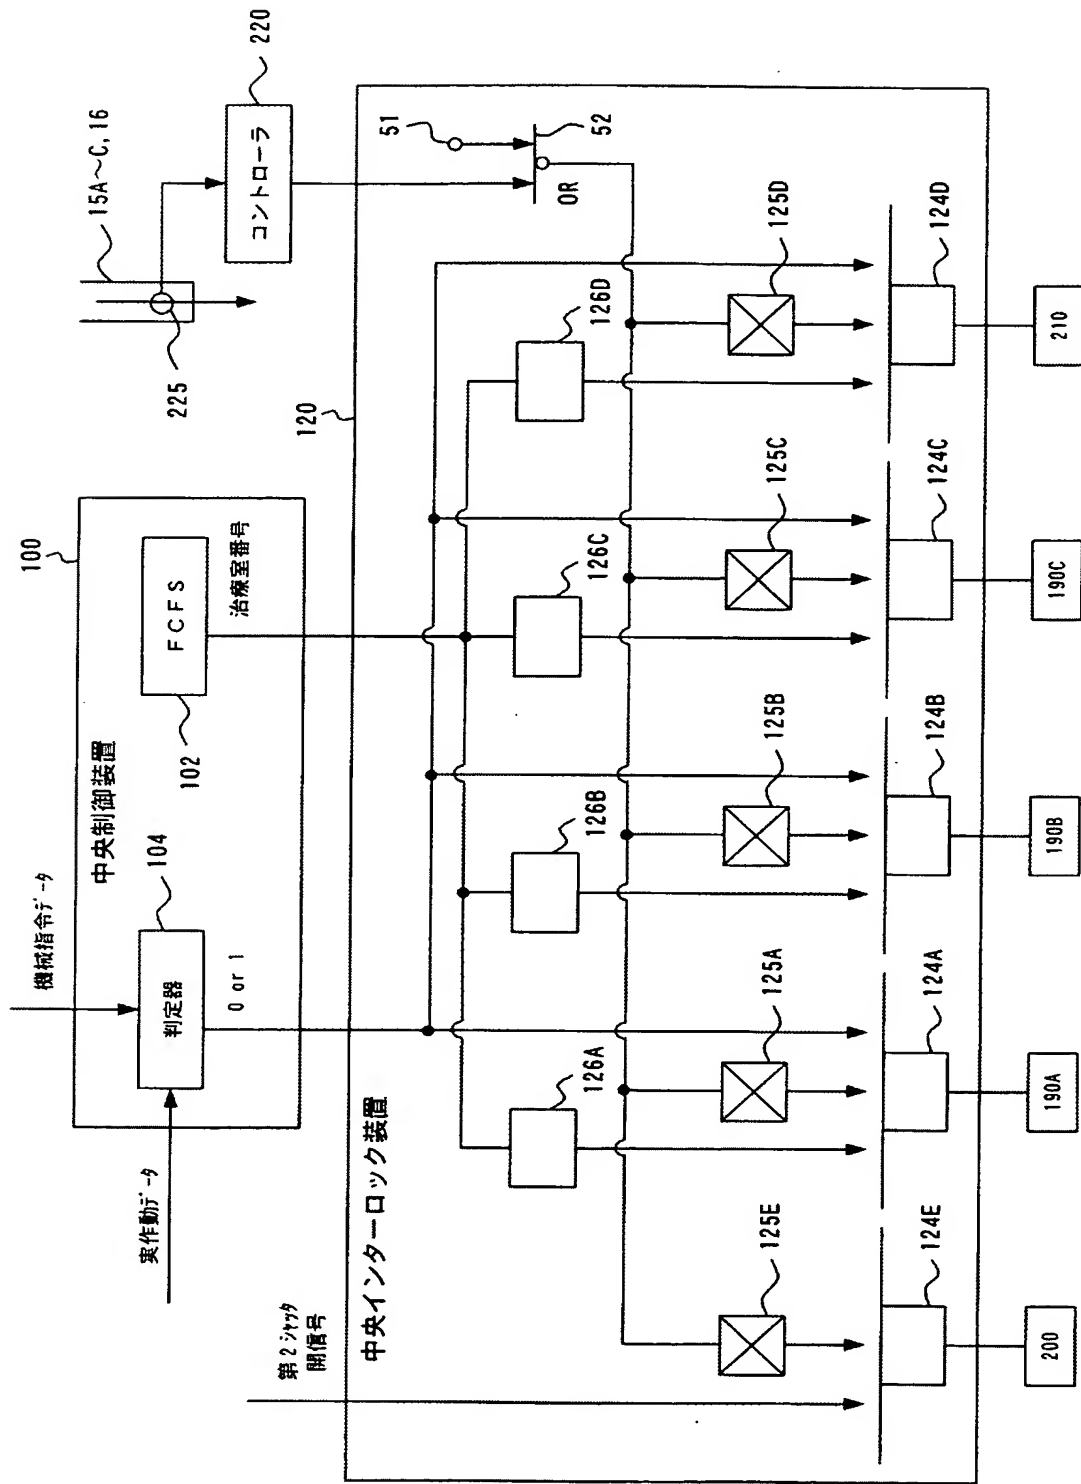 機械指令データ
実作動データ
中央制御装置
100
判定器
104
0 or 1
FCFS
102
治療室番号
15A～C,16
225
コントローラ
220
第2シャッタ
開信号
中央インターロック装置
120
51
52
OR
126A
126B
126C
126D
125E
125A
125B
125C
125D
124E
124A
124B
124C
124D
200
190A
190B
190C
210